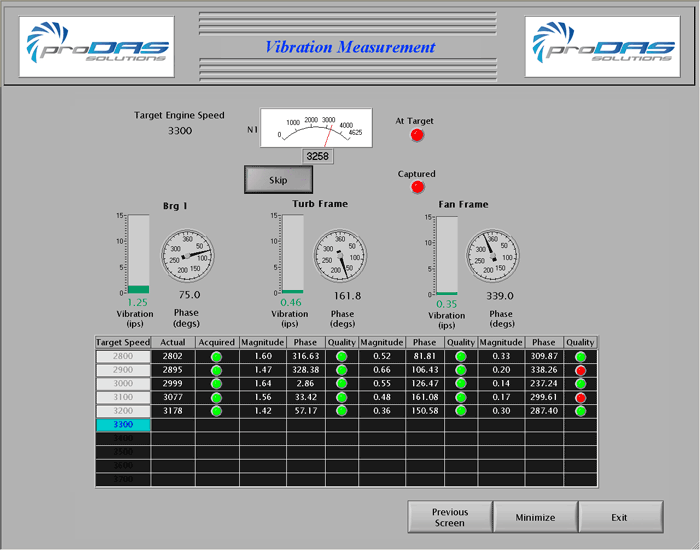 proDAS
SOLUTIONS
Vibration Measurement
proDAS
SOLUTIONS
Target Engine Speed
3300
N1
0 1000 2000 3000 4000 4625
3258
At Target
Skip
Captured
Brg 1
Turb Frame
Fan Frame
15
10
5
0
360 50 100 150 200 250 300
15
10
5
0
360 50 100 150 200 250 300
15
10
5
0
360 50 100 150 200 250 300
1.25
Vibration
(ips)
75.0
Phase
(degs)
0.46
Vibration
(ips)
161.8
Phase
(degs)
0.35
Vibration
(ips)
339.0
Phase
(degs)
Target Speed Actual Acquired Magnitude Phase Quality Magnitude Phase Quality Magnitude Phase Quality
2800 2802 1.60 316.63 0.52 81.81 0.33 309.87
2900 2895 1.47 328.38 0.66 106.43 0.20 338.26
3000 2999 1.64 2.86 0.55 126.47 0.14 237.24
3100 3077 1.56 33.42 0.48 161.08 0.17 299.61
3200 3178 1.42 57.17 0.36 150.58 0.30 287.40
3300
3400
3500
3600
3700
Previous
Screen
Minimize
Exit